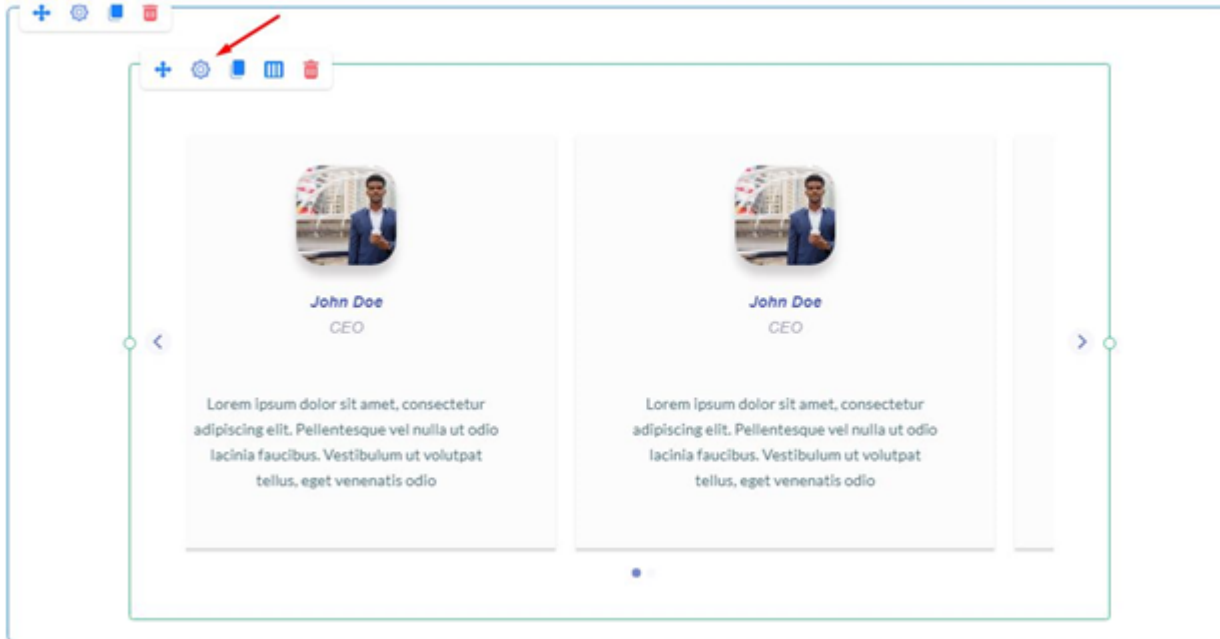 John Doe
CEO
Lorem ipsum dolor sit amet, consectetur
adipiscing elit. Pellentesque vel nulla ut odio
lacinia faucibus. Vestibulum ut volutpat
tellus, eget venenatis odio
John Doe
CEO
Lorem ipsum dolor sit amet, consectetur
adipiscing elit. Pellentesque vel nulla ut odio
lacinia faucibus. Vestibulum ut volutpat
tellus, eget venenatis odio